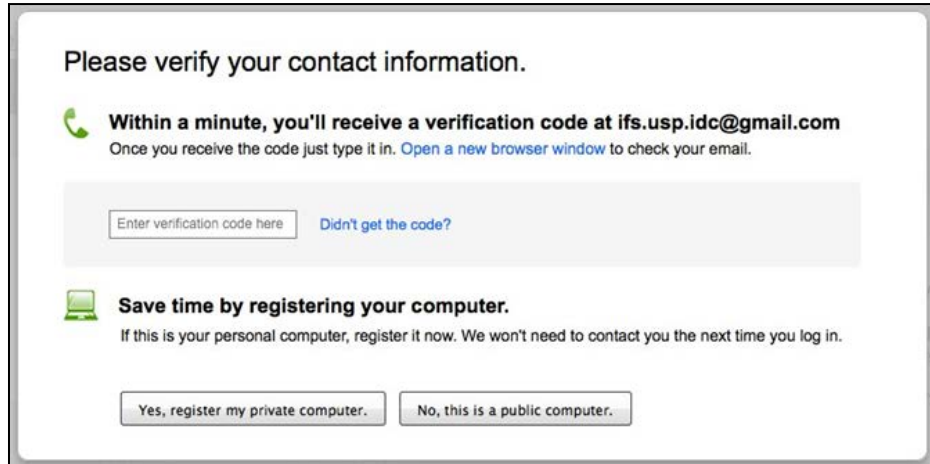 Please verify your contact information.
Within a minute, you'll receive a verification code at ifs.usp.idc@gmail.com
Once you receive the code just type it in. Open a new browser window to check your email.
Enter verification code here Didn't get the code?
Save time by registering your computer.
If this is your personal computer, register it now. We won't need to contact you the next time you log in.
Yes, register my private computer. No, this is a public computer.